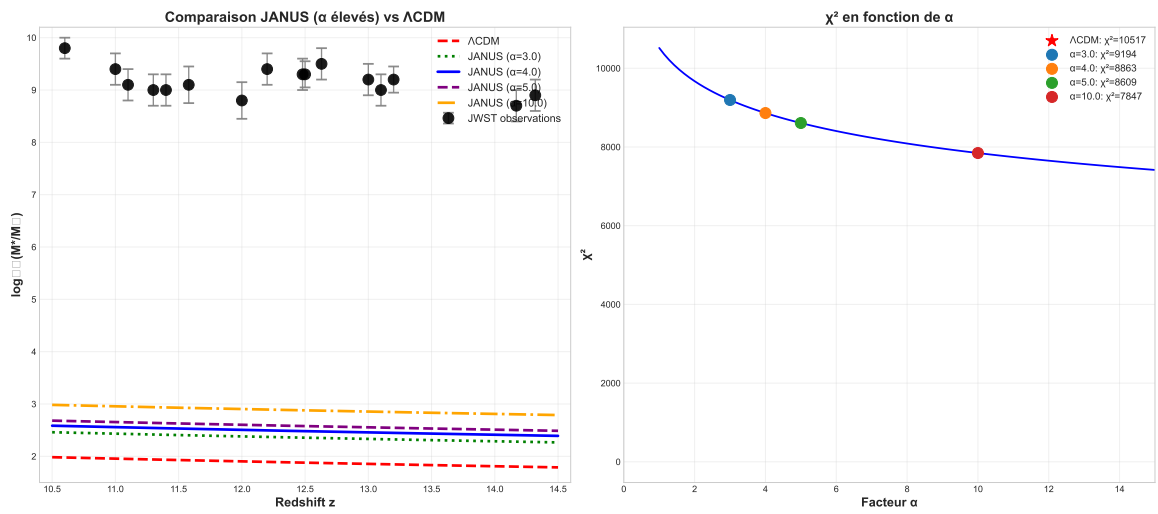 Comparaison JANUS (α élevés) vs ΛCDM
log□□(M*/M□)
10
9
8
7
6
5
4
3
2
ΛCDM
JANUS (α=3.0)
JANUS (α=4.0)
JANUS (α=5.0)
JANUS (α=10.0)
JWST observations
10.5 11.0 11.5 12.0 12.5 13.0 13.5 14.0 14.5
Redshift z
χ² en fonction de α
χ²
10000
8000
6000
4000
2000
0
ΛCDM: χ²=10517
α=3.0: χ²=9194
α=4.0: χ²=8863
α=5.0: χ²=8609
α=10.0: χ²=7847
0 2 4 6 8 10 12 14
Facteur α